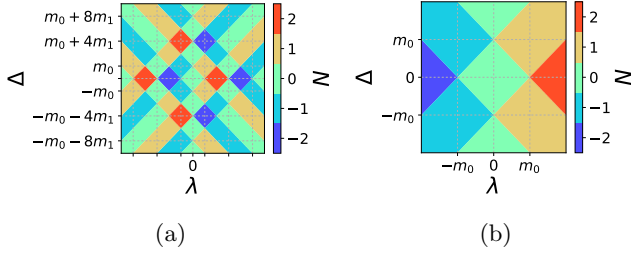 m₀ + 8m₁
m₀ + 4m₁
m₀
−m₀
−m₀ − 4m₁
−m₀ − 8m₁
Δ
0
λ
2
1
0
−1
−2
N
(a)
m₀
0
−m₀
Δ
−m₀ 0 m₀
λ
2
1
0
−1
−2
N
(b)